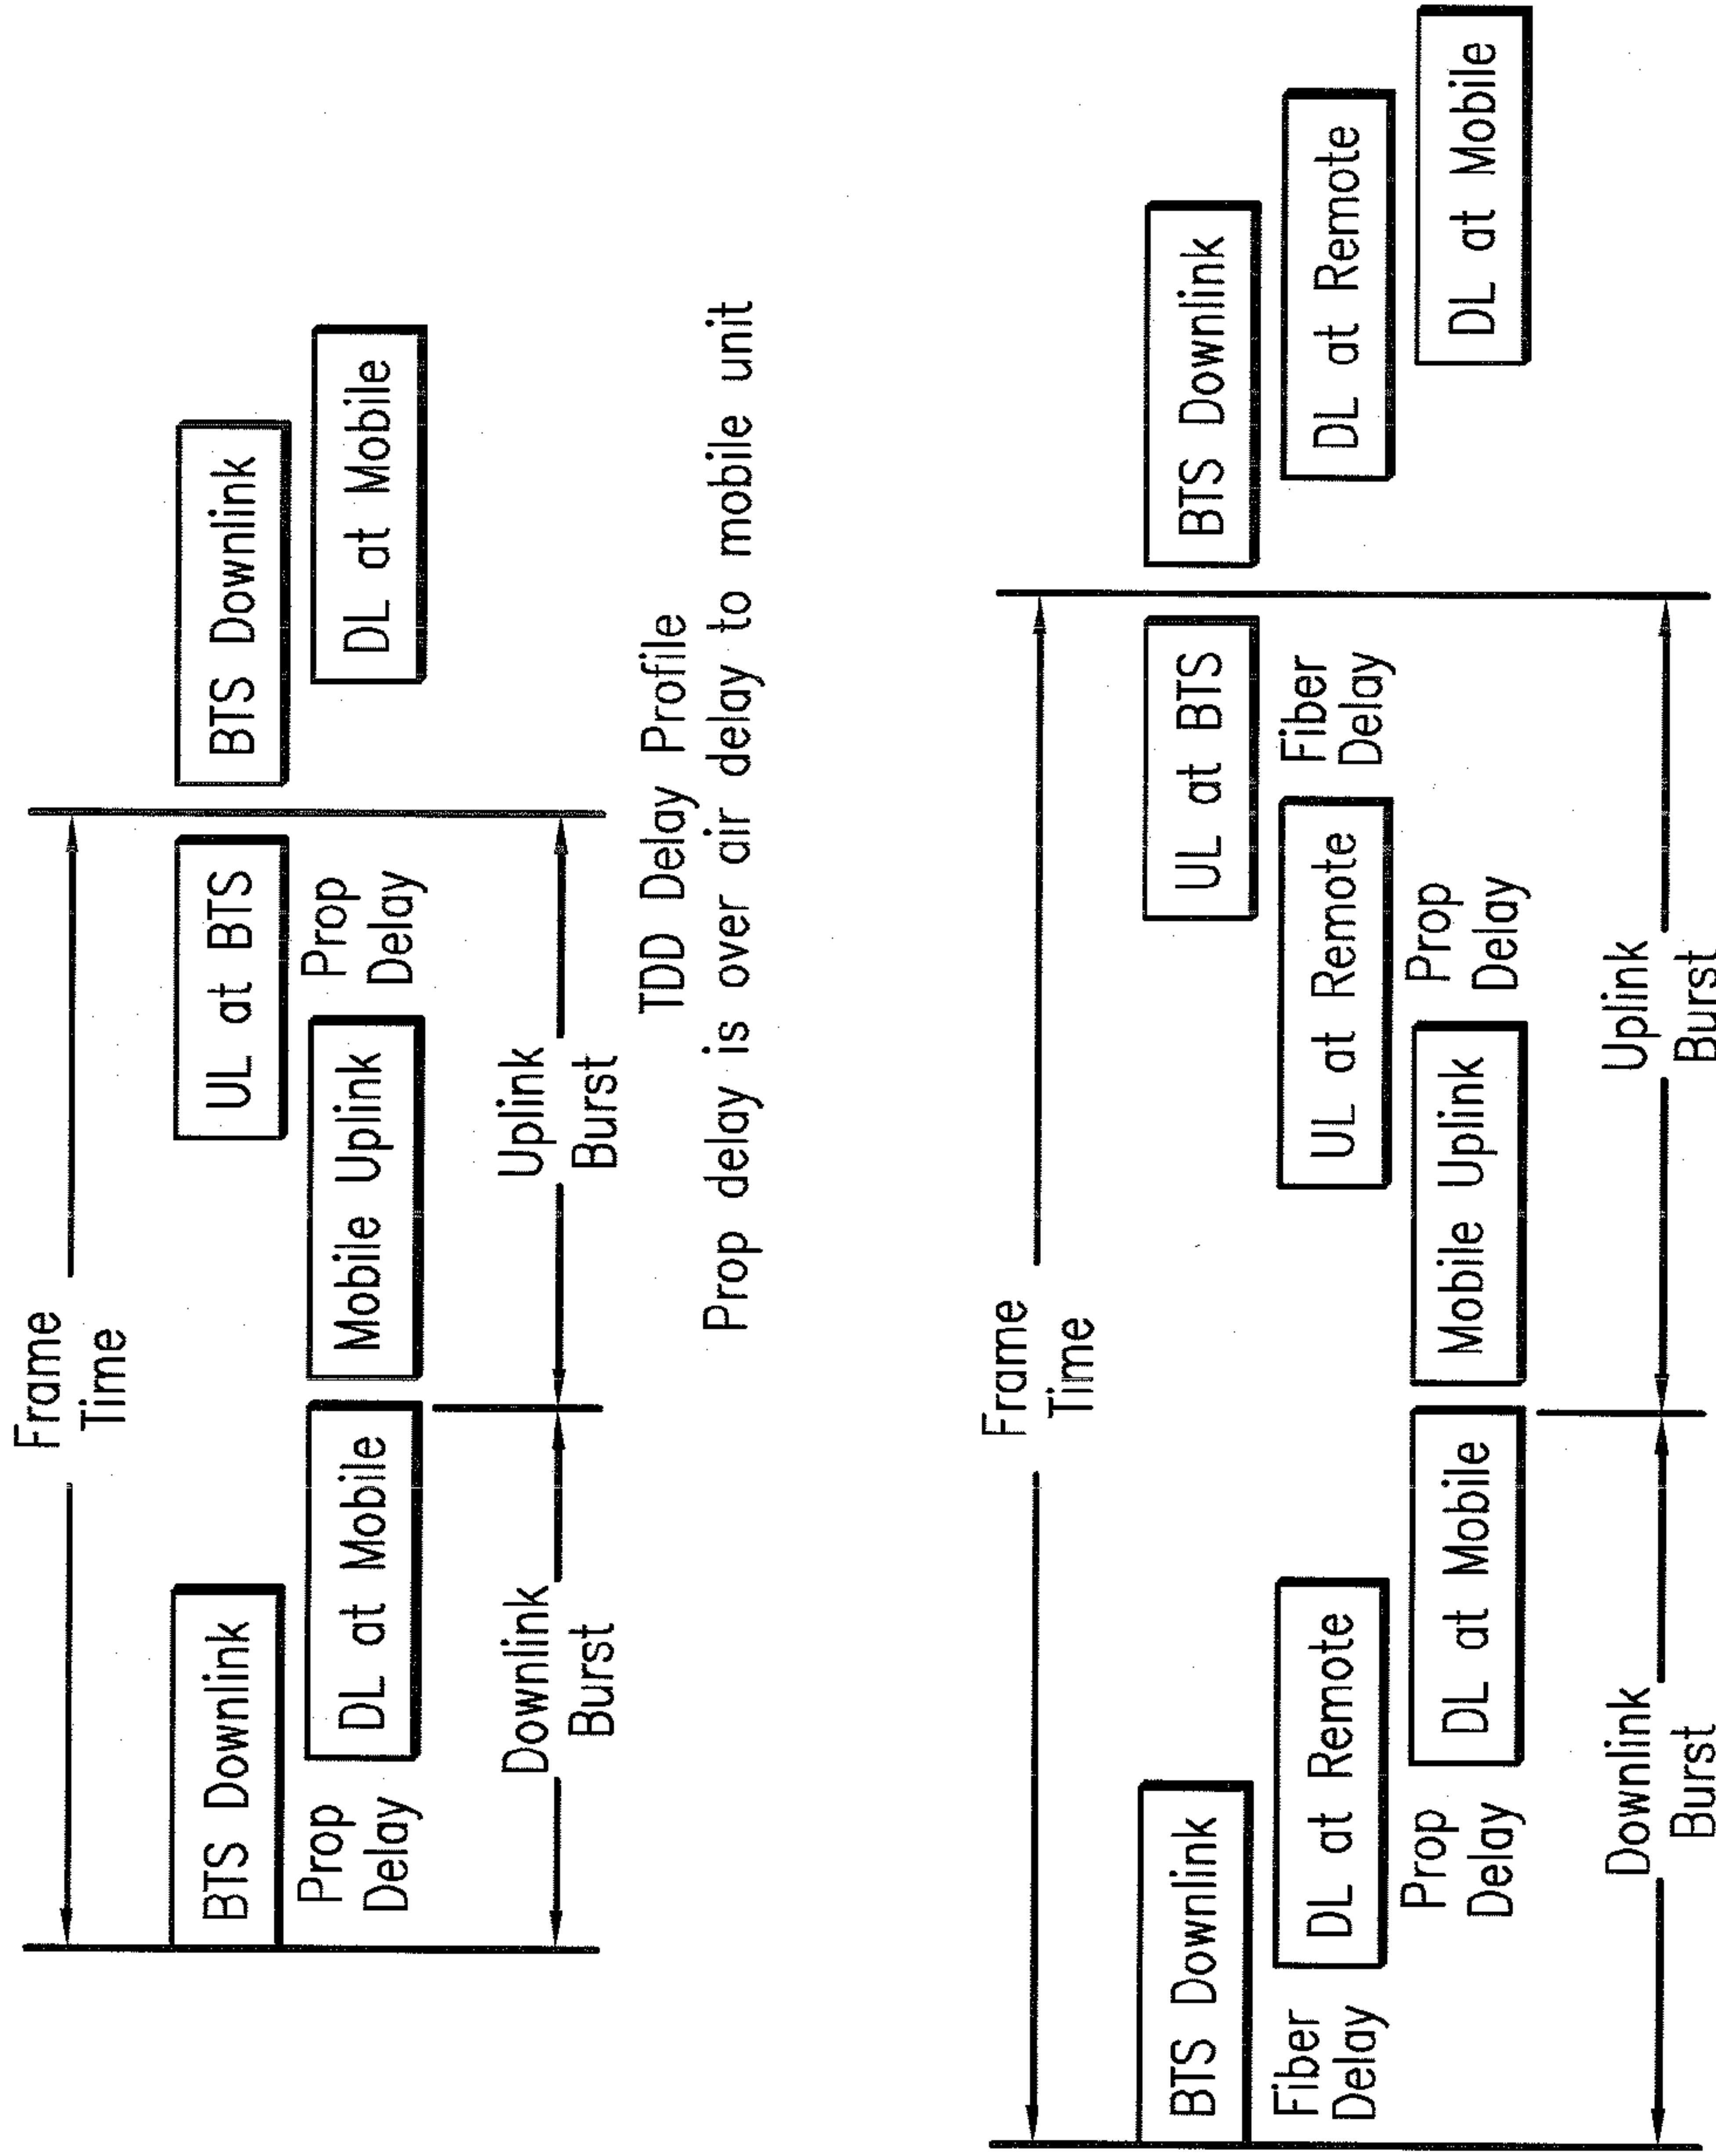 Frame
Time
BTS Downlink
UL at BTS
BTS Downlink
Prop
Delay
DL at Mobile
Mobile Uplink
Prop
Delay
DL at Mobile
Downlink
Burst
Uplink
Burst
TDD Delay Profile
Prop delay is over air delay to mobile unit
Frame
Time
BTS Downlink
UL at BTS
BTS Downlink
Fiber
Delay
DL at Remote
UL at Remote
Fiber
Delay
DL at Remote
Prop
Delay
DL at Mobile
Mobile Uplink
Prop
Delay
DL at Mobile
Downlink
Burst
Uplink
Burst